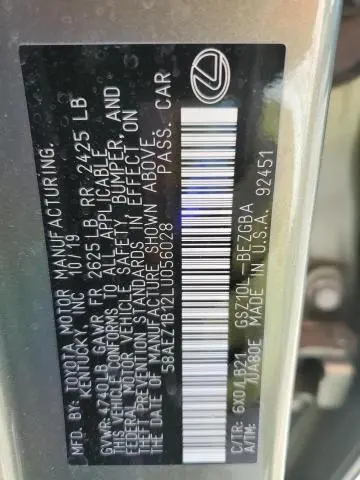 MFD. BY: TOYOTA MOTOR MANUFACTURING,
KENTUCKY, INC. 10/19
GVWR: 4740LB GAWR FR 2625LB RR 2425 LB
THIS VEHICLE CONFORMS TO ALL APPLICABLE
FEDERAL MOTOR VEHICLE SAFETY, BUMPER, AND
THEFT PREVENTION STANDARDS IN EFFECT ON
THE DATE OF MANUFACTURE SHOWN ABOVE.
58AEZ1B12LU056028 PASS. CAR
C/TR: 6X0/LB21 GSZ10L-BEZGBA
A/TM: /UA80E MADE IN U.S.A. 92451